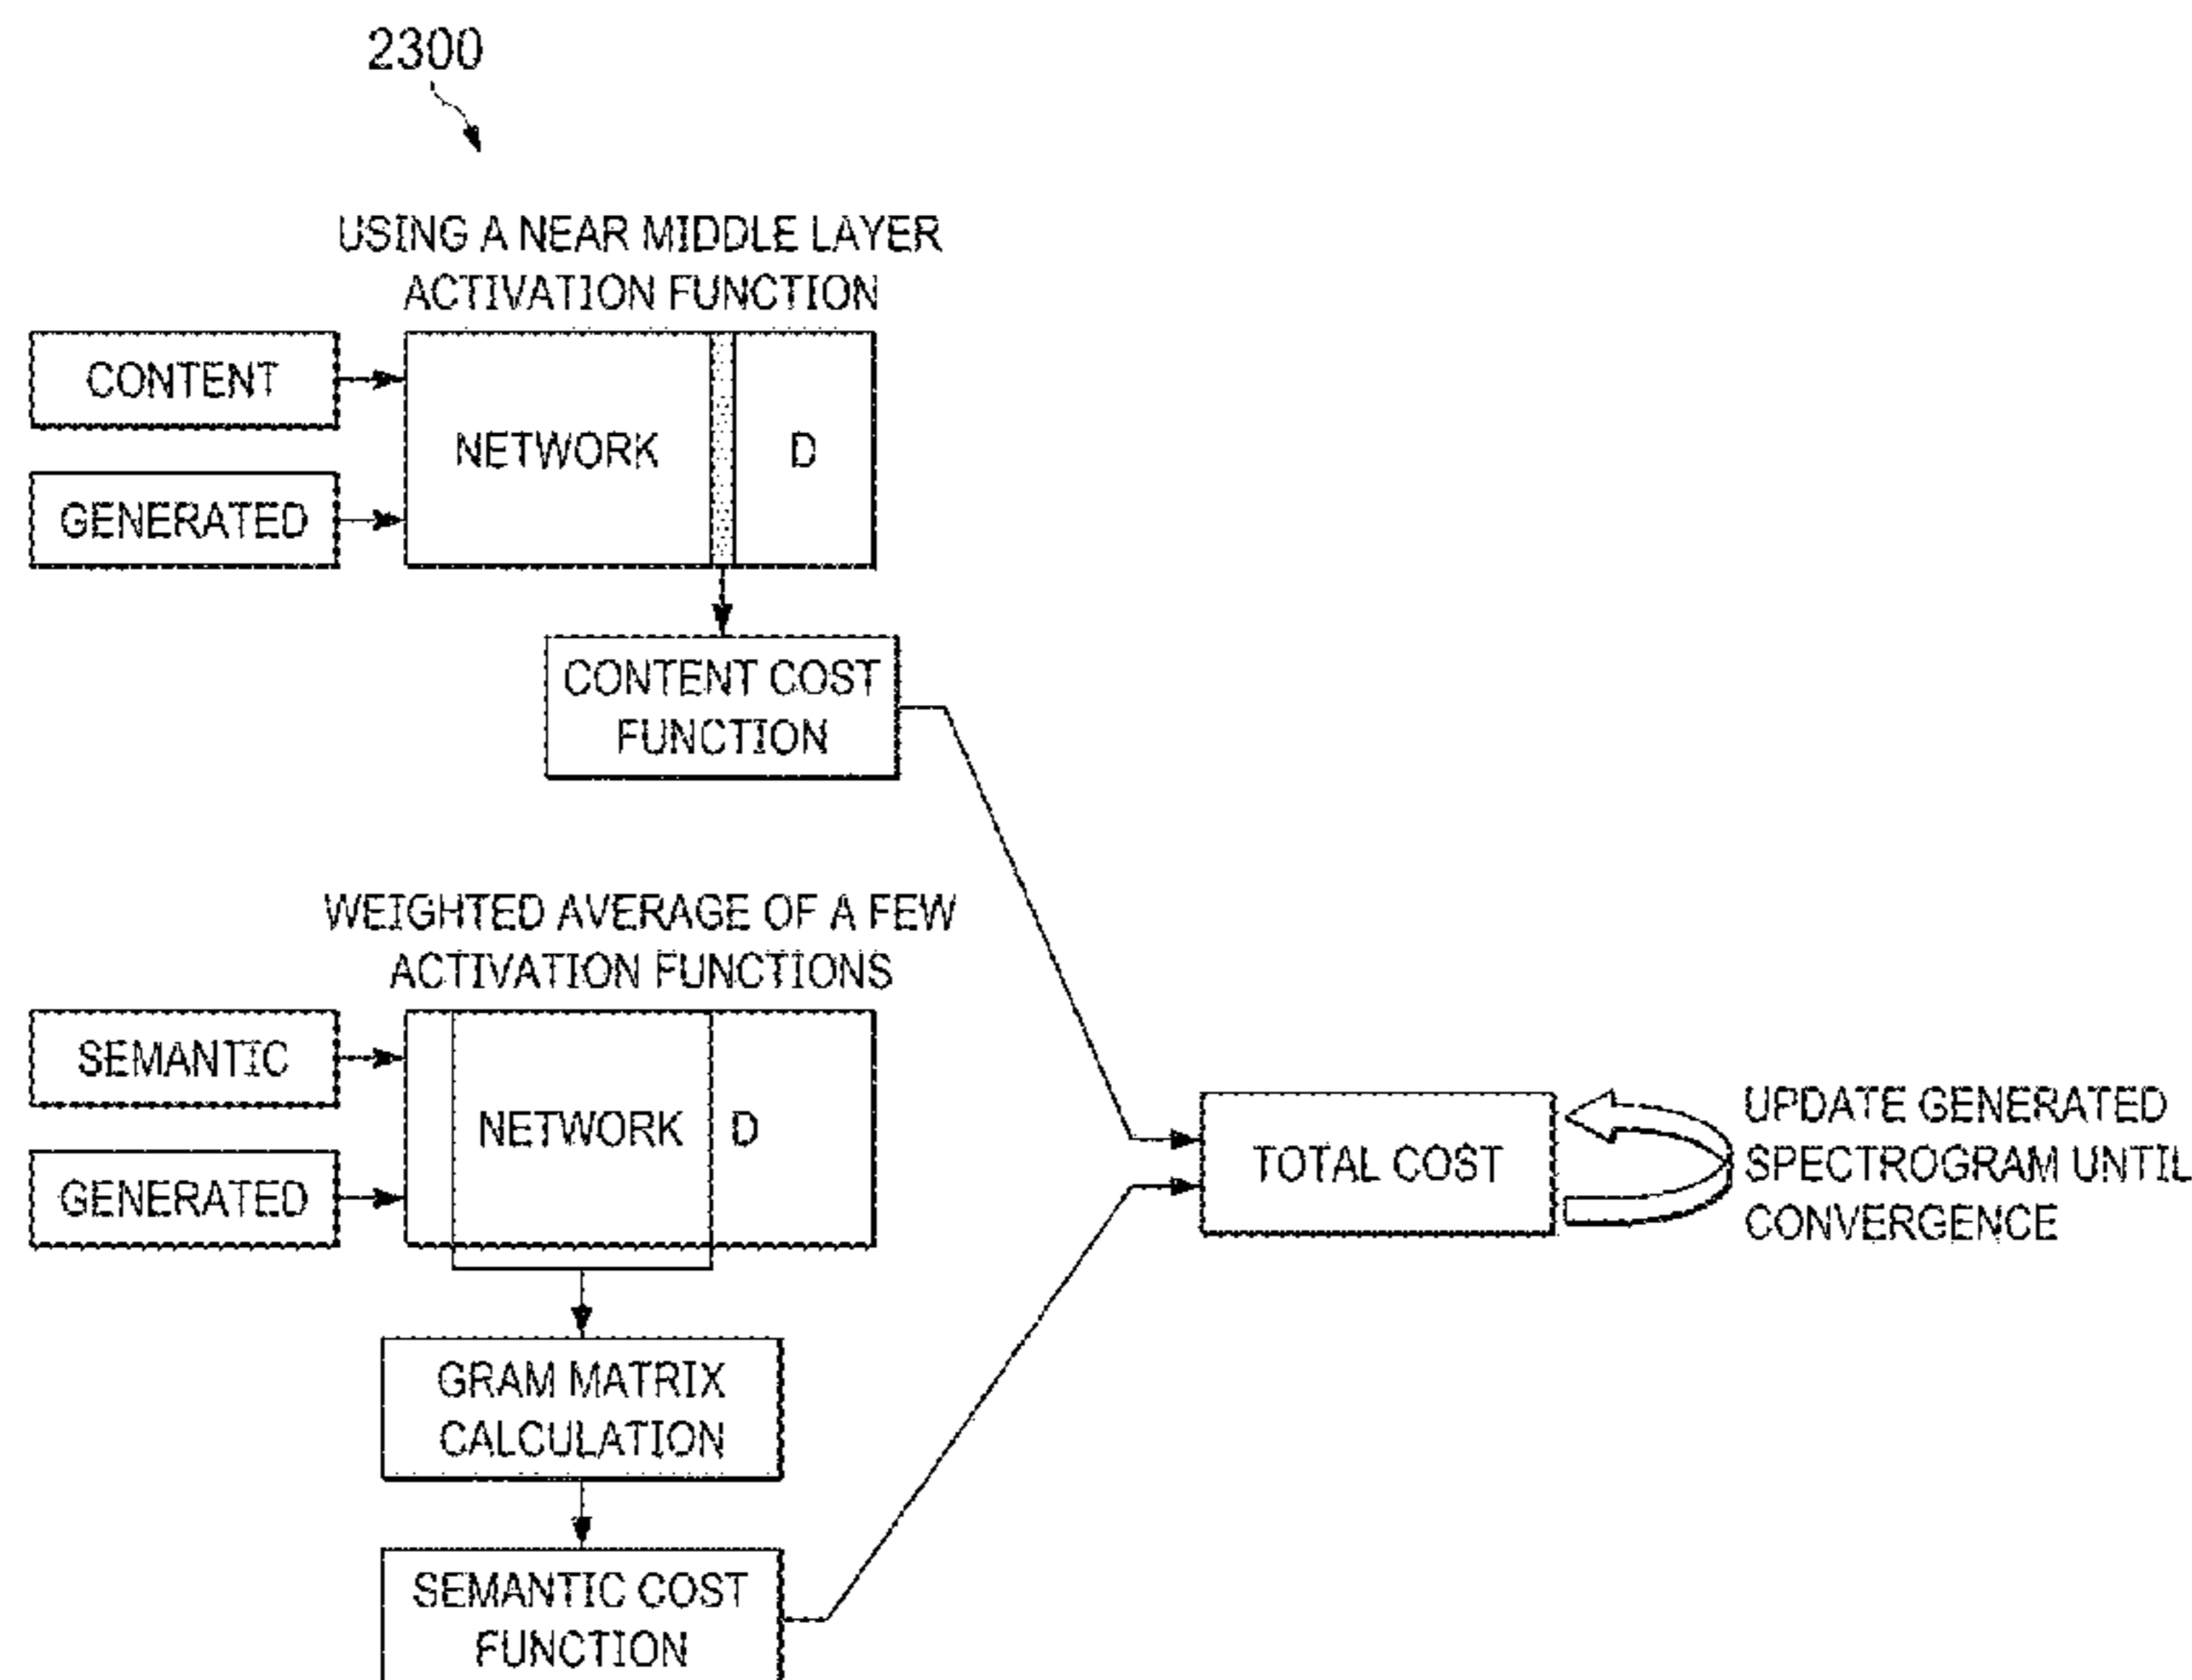 2300
USING A NEAR MIDDLE LAYER
ACTIVATION FUNCTION
CONTENT
GENERATED
NETWORK
D
CONTENT COST
FUNCTION
WEIGHTED AVERAGE OF A FEW
ACTIVATION FUNCTIONS
SEMANTIC
GENERATED
NETWORK
D
GRAM MATRIX
CALCULATION
SEMANTIC COST
FUNCTION
TOTAL COST
UPDATE GENERATED
SPECTROGRAM UNTIL
CONVERGENCE